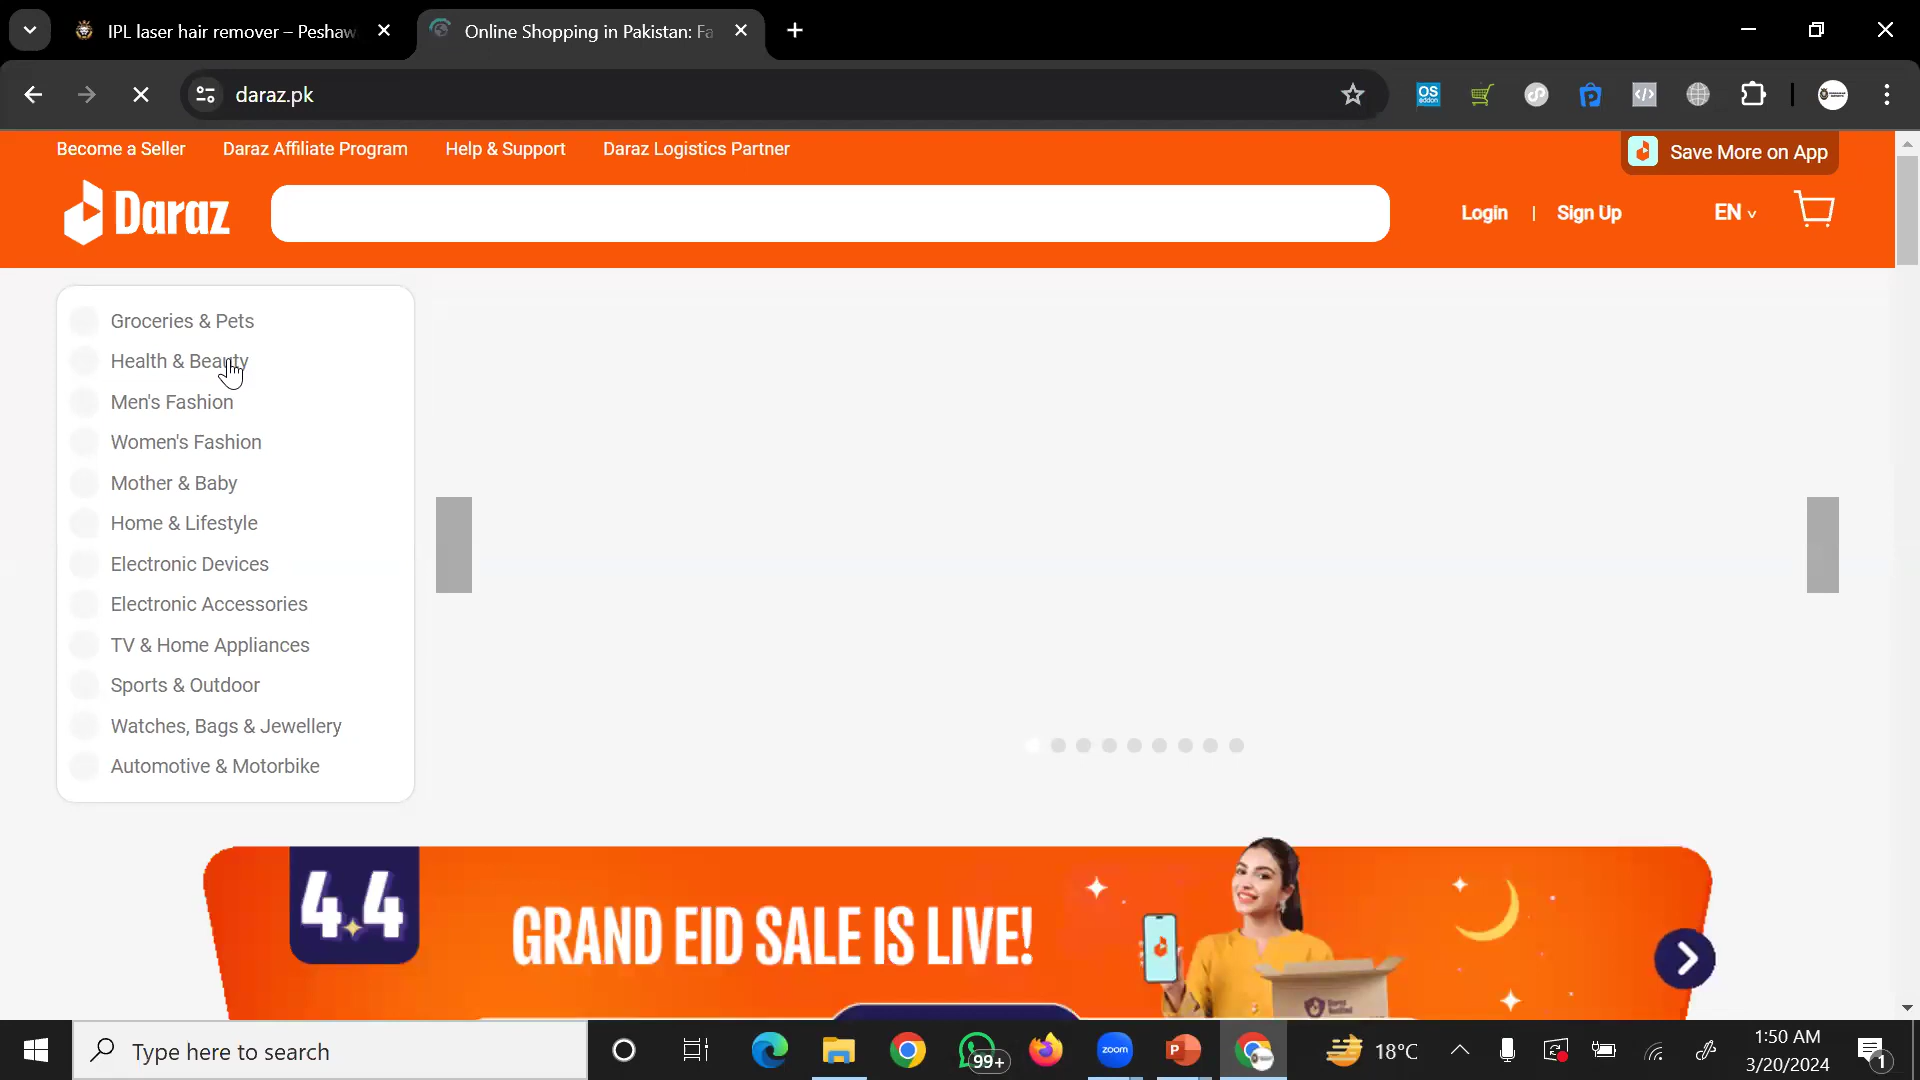 IPL laser hair remover – Peshaw
Online Shopping in Pakistan: Fa
daraz.pk
OS
addon
Become a Seller
Daraz Affiliate Program
Help & Support
Daraz Logistics Partner
Save More on App
Daraz
Login | Sign Up
EN
Groceries & Pets
Health & Beauty
Men's Fashion
Women's Fashion
Mother & Baby
Home & Lifestyle
Electronic Devices
Electronic Accessories
TV & Home Appliances
Sports & Outdoor
Watches, Bags & Jewellery
Automotive & Motorbike
4.4
GRAND EID SALE IS LIVE!
Type here to search
99+
zoom
P
18°C
1:50 AM
3/20/2024
1